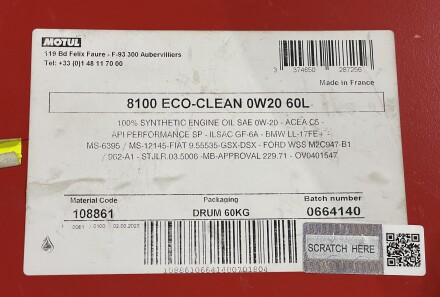 MOTUL
119 Bd Felix Faure - F-93 300 Aubervilliers
Tel: +33 (0)1 48 11 70 00
3 374650 287256
Made in France
8100 ECO-CLEAN 0W20 60L
100% SYNTHETIC ENGINE OIL SAE 0W-20 - ACEA C5 -
API PERFORMANCE SP - ILSAC GF-6A - BMW LL-17FE+ -
MS-6395 / MS-12145-FIAT 9.55535-GSX-DSX - FORD WSS M2C947-B1
/ 962-A1 - STJLR.03.5006 - MB-APPROVAL 229.71 - OV0401547
Material Code Packaging Batch number
108861 DRUM 60KG 0664140
SCRATCH HERE
10886106641400701804